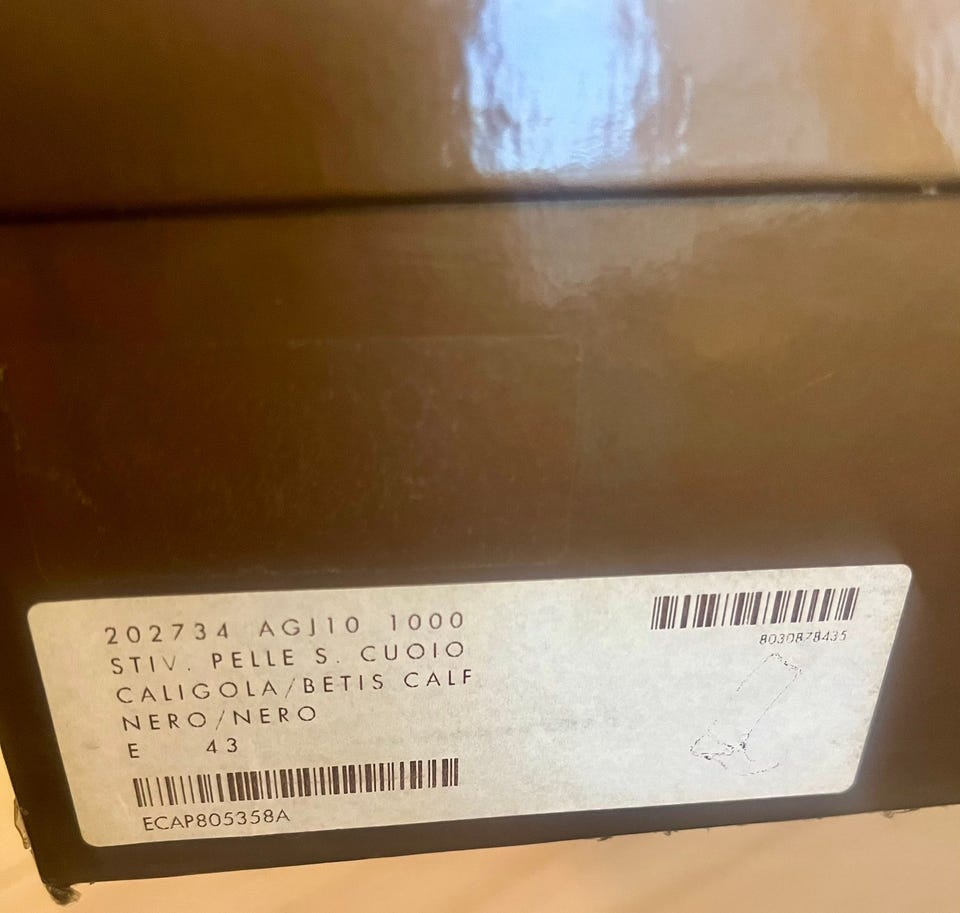 202734 AGJ10 1000
STIV. PELLE S. CUOIO
CALIGOLA/BETIS CALF
NERO/NERO
E 43
ECAP805358A
8030878435